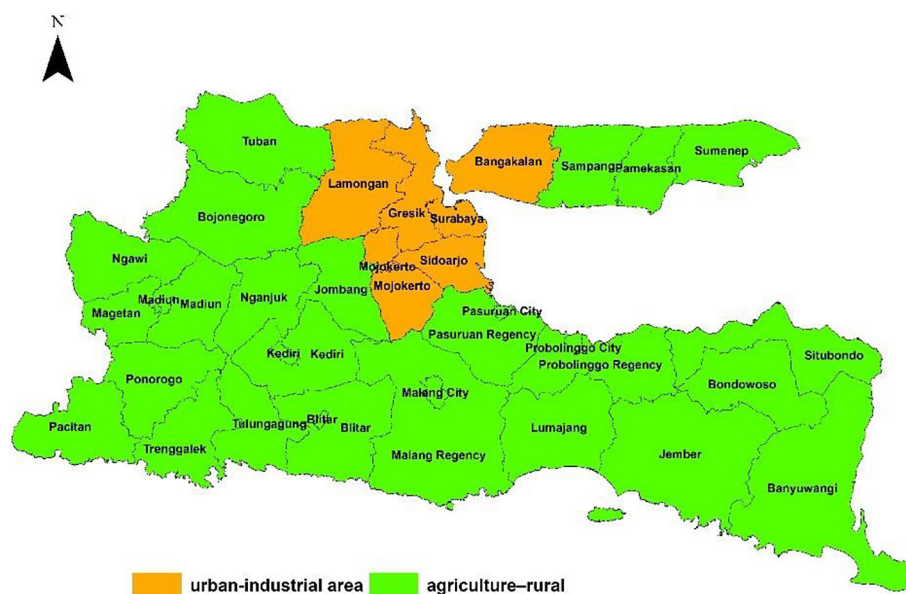 N
Tuban
Lamongan
Bangakalan
Sampang
Pamekasan
Sumenep
Bojonegoro
Gresik
Surabaya
Ngawi
Mojokerto
Sidoarjo
Magetan
Madiun
Madiun
Nganjuk
Jombang
Mojokerto
Pasuruan City
Pasuruan Regency
Probolinggo City
Probolinggo Regency
Situbondo
Kediri
Kediri
Ponorogo
Malang City
Bondowoso
Pacitan
Trenggalek
Tulungagung
Blitar
Blitar
Malang Regency
Lumajang
Jember
Banyuwangi
urban-industrial area
agriculture–rural